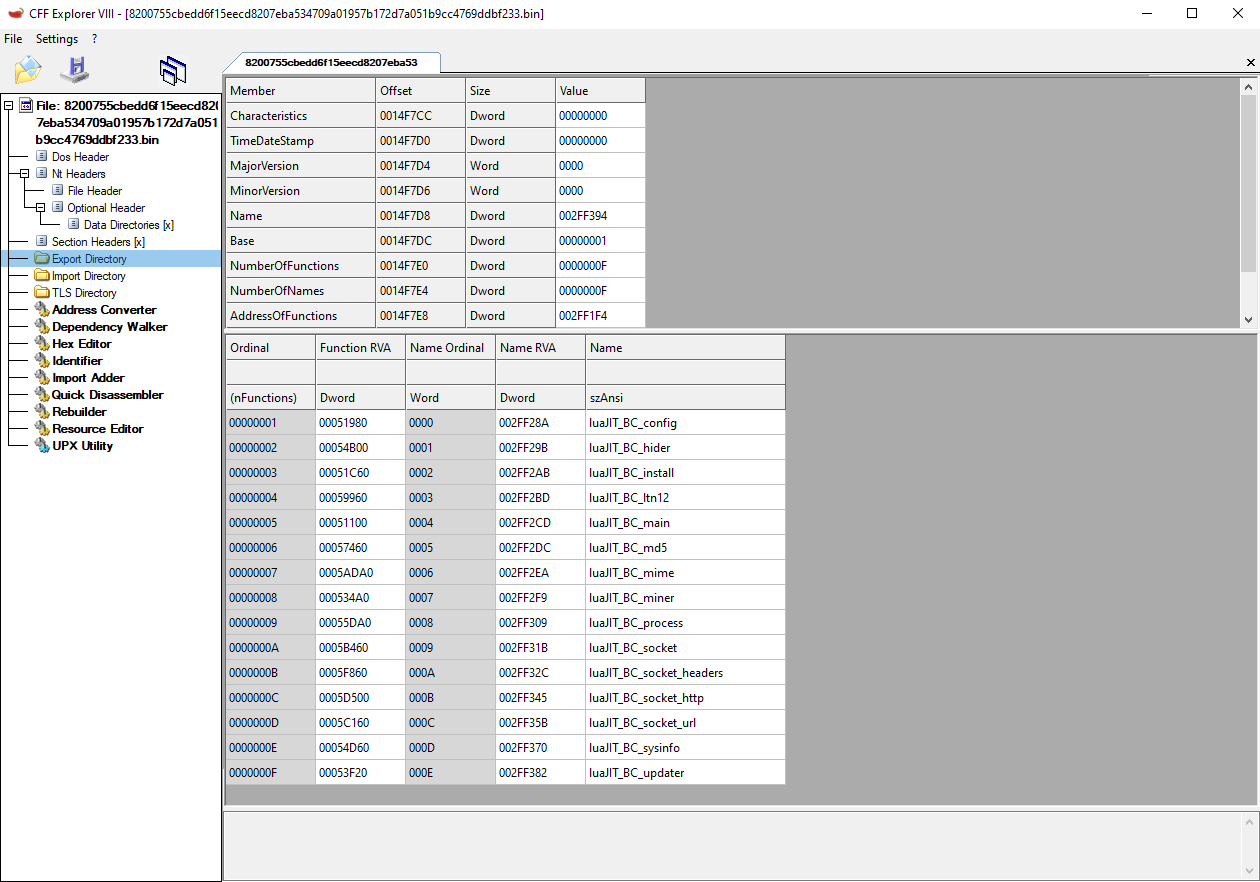 CFF Explorer VIII - [8200755cbedd6f15eecd8207eba534709a01957b172d7a051b9cc4769ddbf233.bin]
File Settings ?
8200755cbedd6f15eecd8207eba53
File: 8200755cbedd6f15eecd820
7eba534709a01957b172d7a051
b9cc4769ddbf233.bin
Dos Header
Nt Headers
File Header
Optional Header
Data Directories [x]
Section Headers [x]
Export Directory
Import Directory
TLS Directory
Address Converter
Dependency Walker
Hex Editor
Identifier
Import Adder
Quick Disassembler
Rebuilder
Resource Editor
UPX Utility
Member Offset Size Value
Characteristics 0014F7CC Dword 00000000
TimeDateStamp 0014F7D0 Dword 00000000
MajorVersion 0014F7D4 Word 0000
MinorVersion 0014F7D6 Word 0000
Name 0014F7D8 Dword 002FF394
Base 0014F7DC Dword 00000001
NumberOfFunctions 0014F7E0 Dword 0000000F
NumberOfNames 0014F7E4 Dword 0000000F
AddressOfFunctions 0014F7E8 Dword 002FF1F4
Ordinal Function RVA Name Ordinal Name RVA Name
(nFunctions) Dword Word Dword szAnsi
00000001 00051980 0000 002FF28A luaJIT_BC_config
00000002 00054B00 0001 002FF29B luaJIT_BC_hider
00000003 00051C60 0002 002FF2AB luaJIT_BC_install
00000004 00059960 0003 002FF2BD luaJIT_BC_ltn12
00000005 00051100 0004 002FF2CD luaJIT_BC_main
00000006 00057460 0005 002FF2DC luaJIT_BC_md5
00000007 0005ADA0 0006 002FF2EA luaJIT_BC_mime
00000008 000534A0 0007 002FF2F9 luaJIT_BC_miner
00000009 00055DA0 0008 002FF309 luaJIT_BC_process
0000000A 0005B460 0009 002FF31B luaJIT_BC_socket
0000000B 0005F860 000A 002FF32C luaJIT_BC_socket_headers
0000000C 0005D500 000B 002FF345 luaJIT_BC_socket_http
0000000D 0005C160 000C 002FF35B luaJIT_BC_socket_url
0000000E 00054D60 000D 002FF370 luaJIT_BC_sysinfo
0000000F 00053F20 000E 002FF382 luaJIT_BC_updater